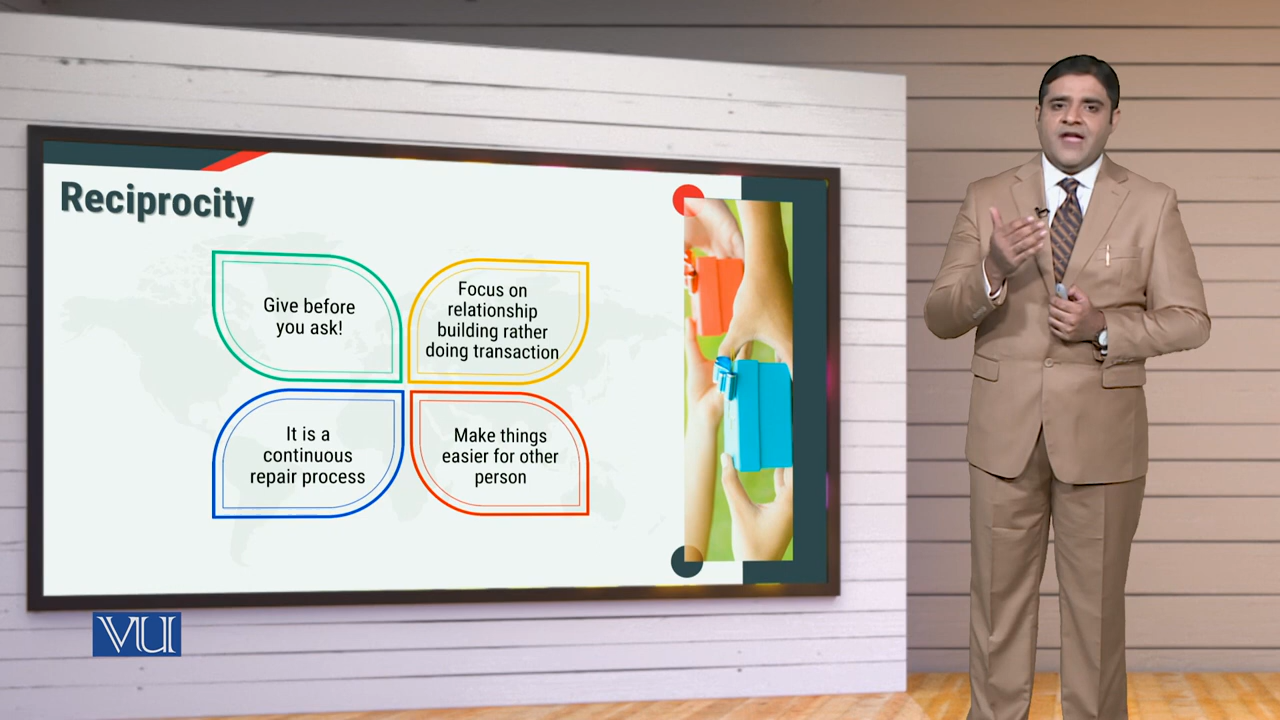 Reciprocity
Give before
you ask!
Focus on
relationship
building rather
doing transaction
It is a
continuous
repair process
Make things
easier for other
person
VU